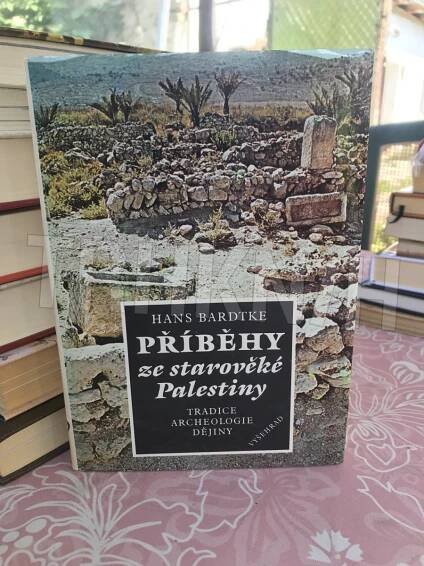 HANS BARDTKE
PŘÍBĚHY
ze starověké
Palestiny
TRADICE
ARCHEOLOGIE
DĚJINY
VYŠEHRAD